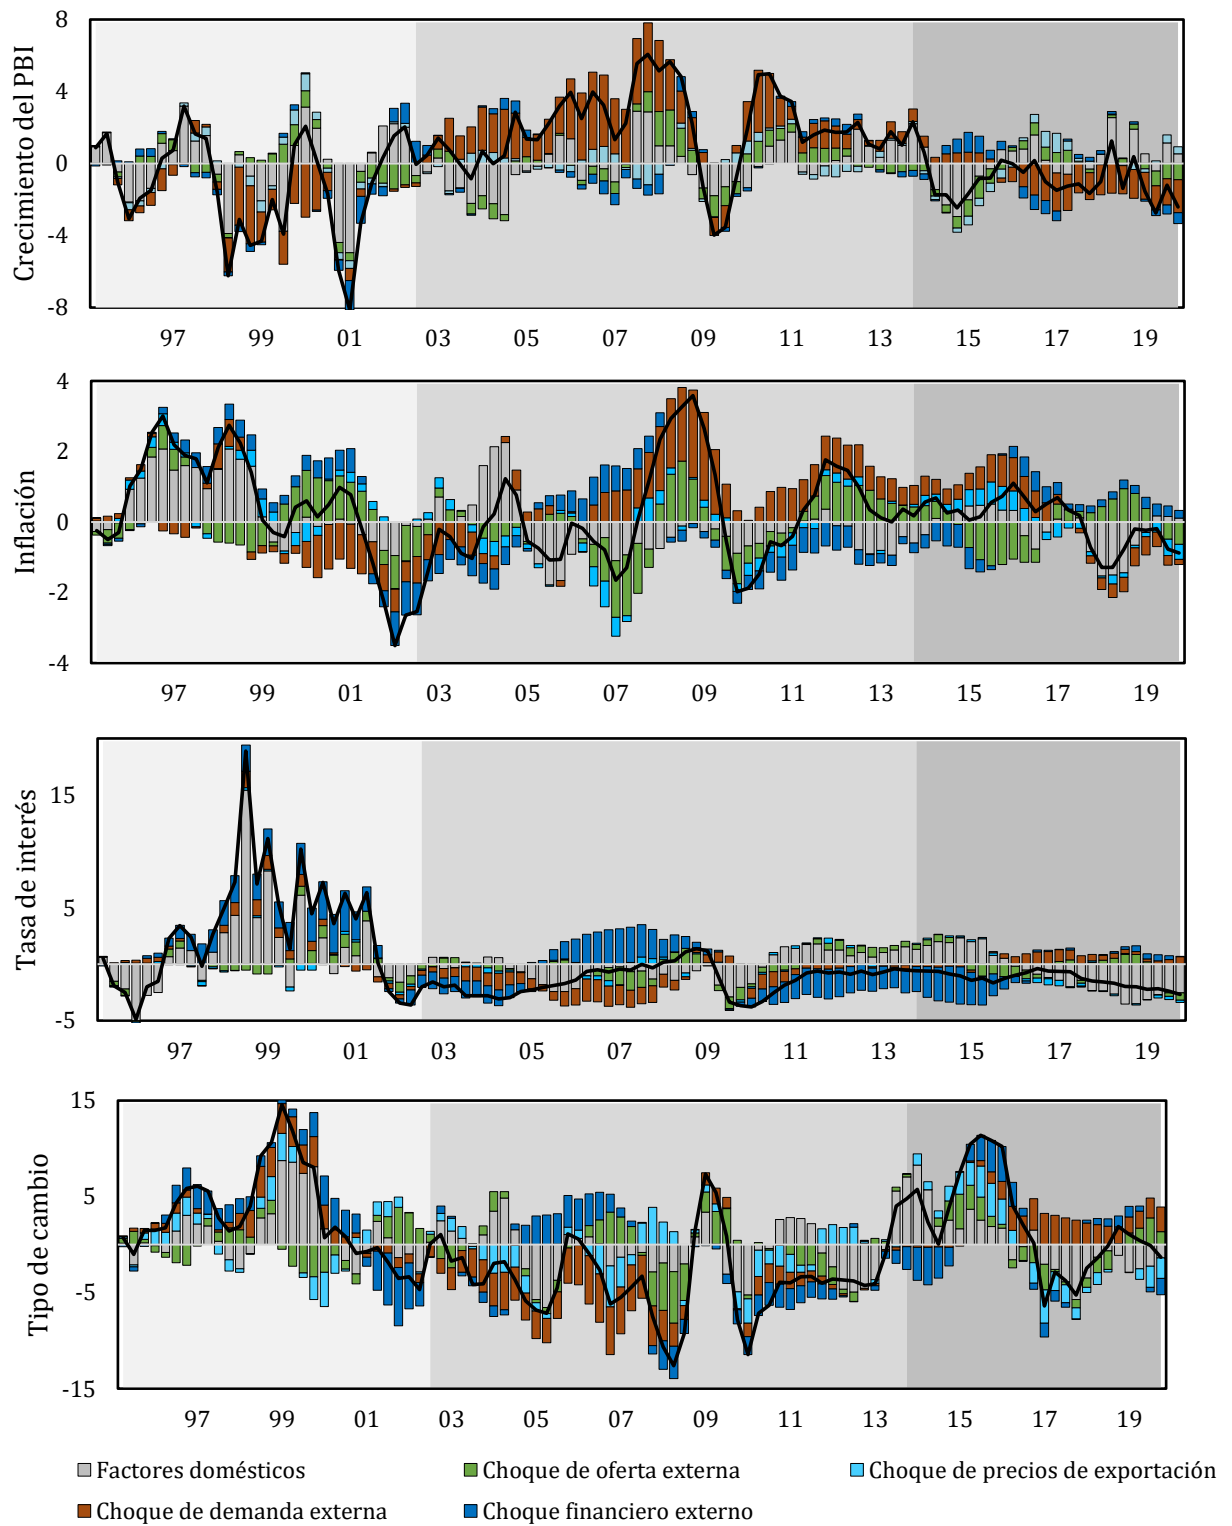 Crecimiento del PBI
8
4
0
-4
-8
97 99 01 03 05 07 09 11 13 15 17 19
Inflación
4
2
0
-2
-4
97 99 01 03 05 07 09 11 13 15 17 19
Tasa de interés
15
5
-5
97 99 01 03 05 07 09 11 13 15 17 19
Tipo de cambio
15
5
-5
-15
97 99 01 03 05 07 09 11 13 15 17 19
Factores domésticos Choque de oferta externa Choque de precios de exportación
Choque de demanda externa Choque financiero externo